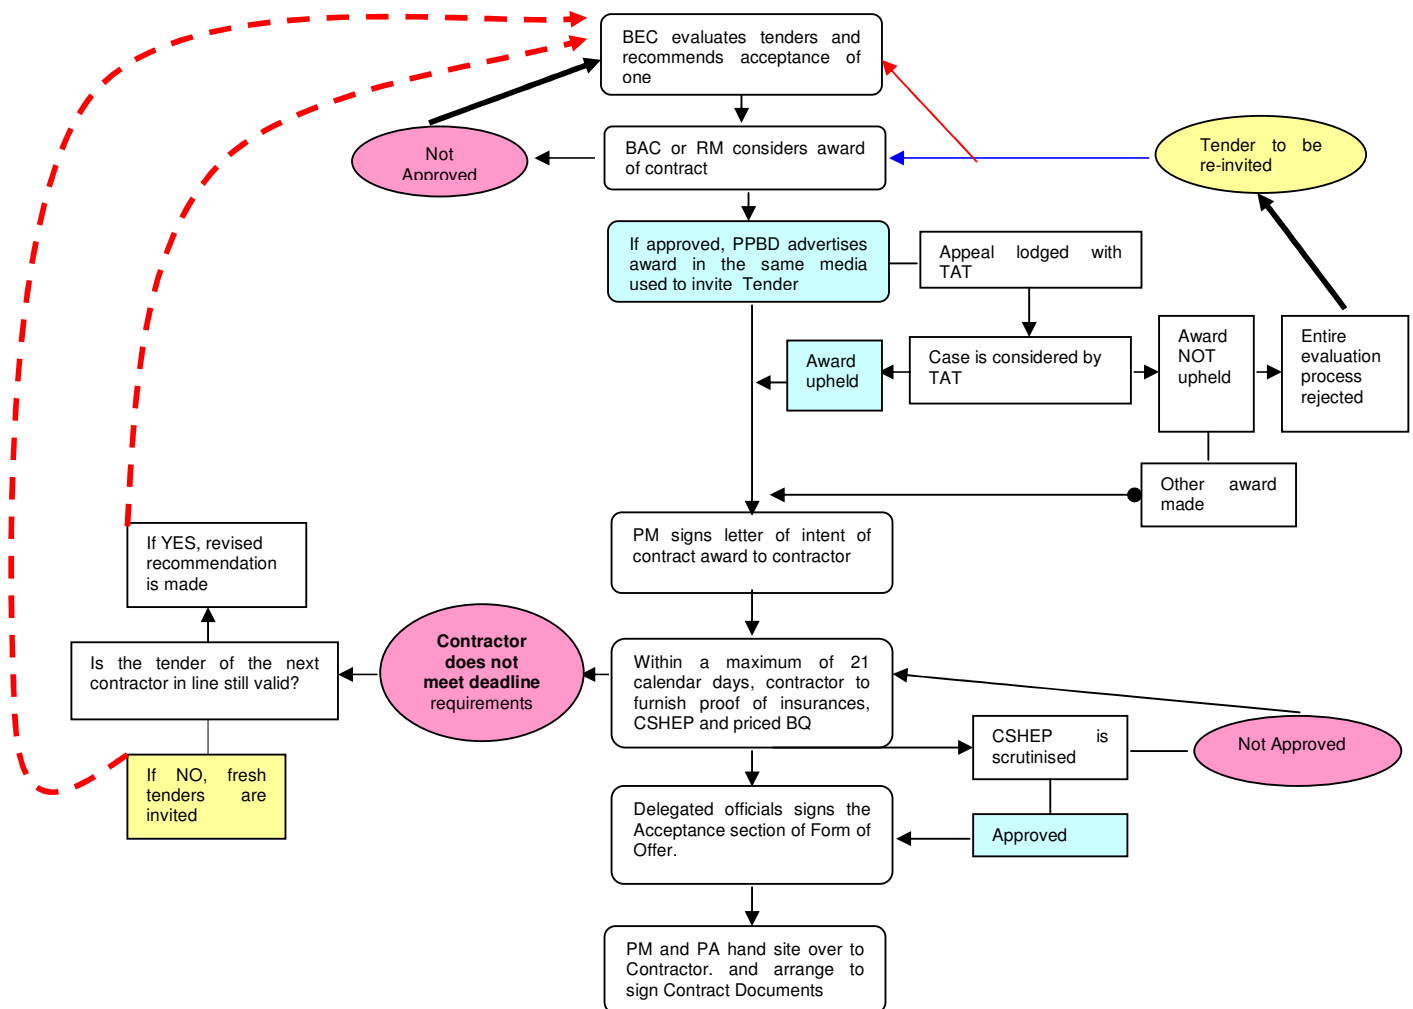 BEC evaluates tenders and
recommends acceptance of
one
Not
Approved
BAC or RM considers award
of contract
Tender to be
re-invited
If approved, PPBD advertises
award in the same media
used to invite Tender
Appeal lodged with
TAT
Award
upheld
Case is considered by
TAT
Award
NOT
upheld
Entire
evaluation
process
rejected
Other award
made
PM signs letter of intent of
contract award to contractor
If YES, revised
recommendation
is made
Is the tender of the next
contractor in line still valid?
Contractor
does not
meet deadline
requirements
Within a maximum of 21
calendar days, contractor to
furnish proof of insurances,
CSHEP and priced BQ
CSHEP is
scrutinised
Not Approved
If NO, fresh
tenders are
invited
Delegated officials signs the
Acceptance section of Form of
Offer.
Approved
PM and PA hand site over to
Contractor. and arrange to
sign Contract Documents